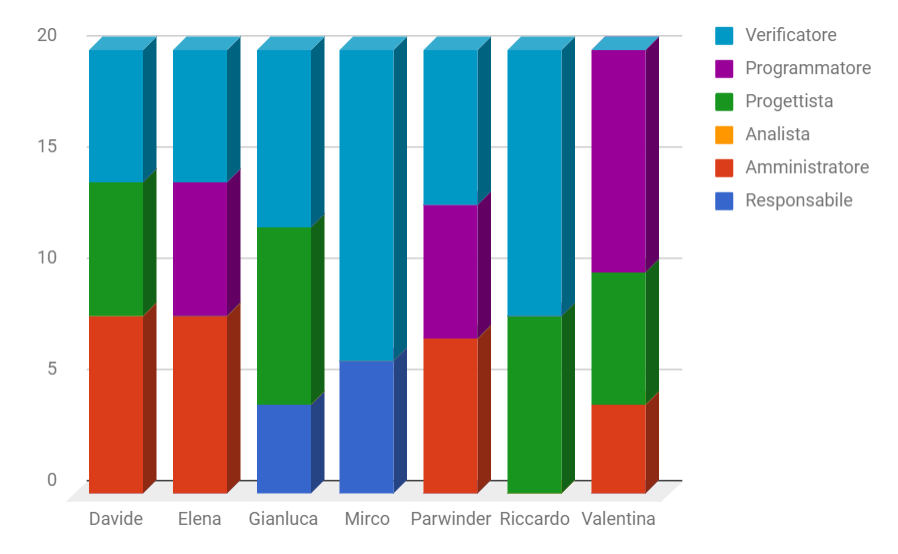 20
15
10
5
0
Davide
Elena
Gianluca
Mirco
Parwinder
Riccardo
Valentina
Verificatore
Programmatore
Progettista
Analista
Amministratore
Responsabile